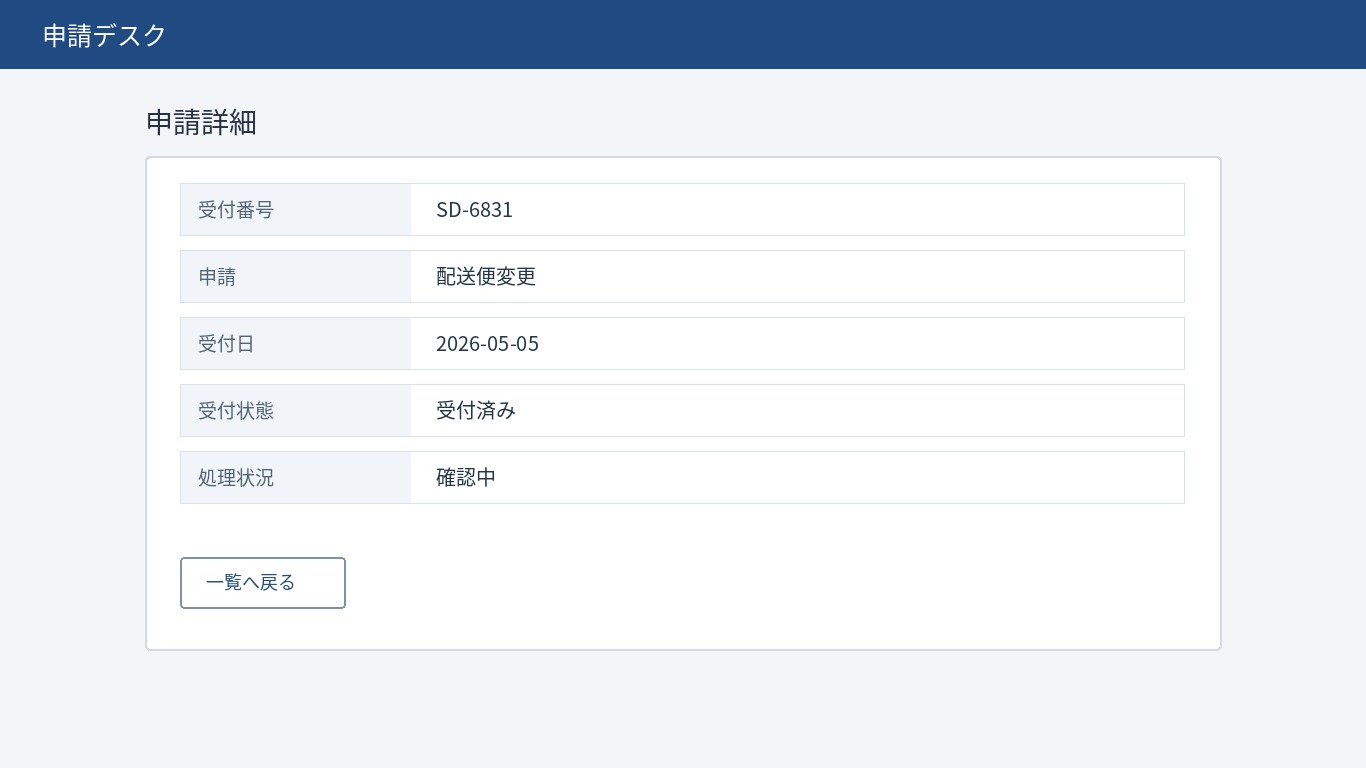 申請デスク
申請詳細
受付番号 SD-6831
申請 配送便変更
受付日 2026-05-05
受付状態 受付済み
処理状況 確認中
一覧へ戻る